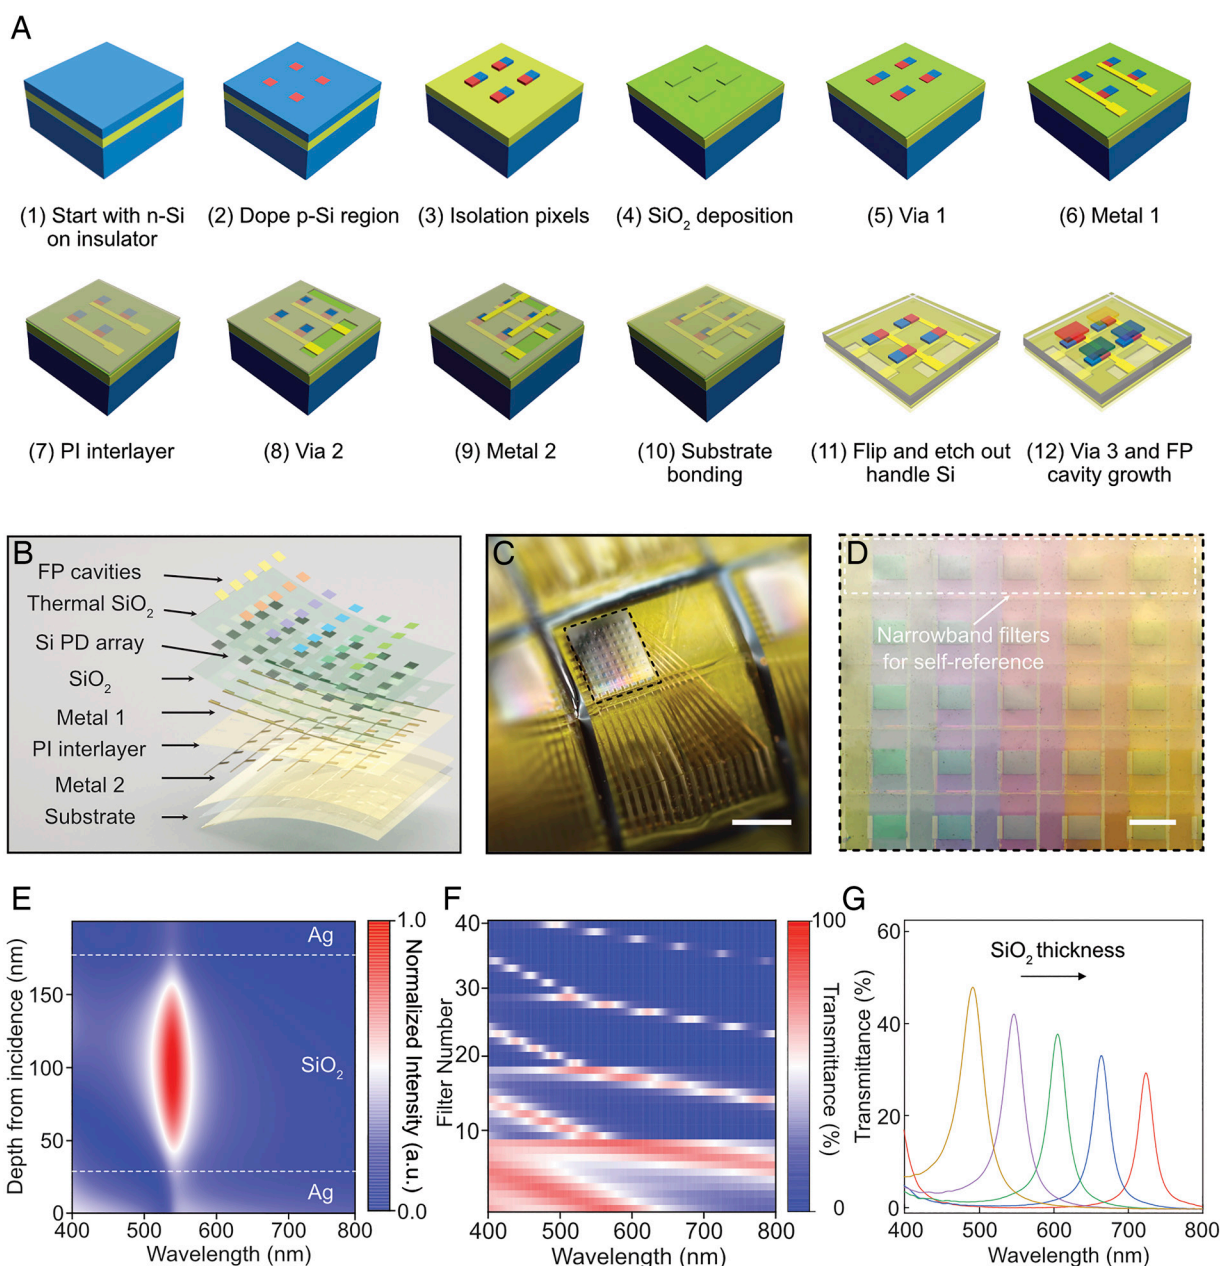 A
(1) Start with n-Si
on insulator
(2) Dope p-Si region
(3) Isolation pixels
(4) SiO₂ deposition
(5) Via 1
(6) Metal 1
(7) PI interlayer
(8) Via 2
(9) Metal 2
(10) Substrate
bonding
(11) Flip and etch out
handle Si
(12) Via 3 and FP
cavity growth
B
FP cavities
Thermal SiO₂
Si PD array
SiO₂
Metal 1
PI interlayer
Metal 2
Substrate
C
D
Narrowband filters
for self-reference
E
Depth from incidence (nm)
150
100
50
0
Ag
SiO₂
Ag
400 500 600 700 800
Wavelength (nm)
1.0
0.0
Normalized Intensity (a.u.)
F
Filter Number
40
30
20
10
400 500 600 700 800
Wavelength (nm)
100
0
Transmittance (%)
G
Transmittance (%)
60
40
20
0
SiO₂ thickness
400 500 600 700 800
Wavelength (nm)